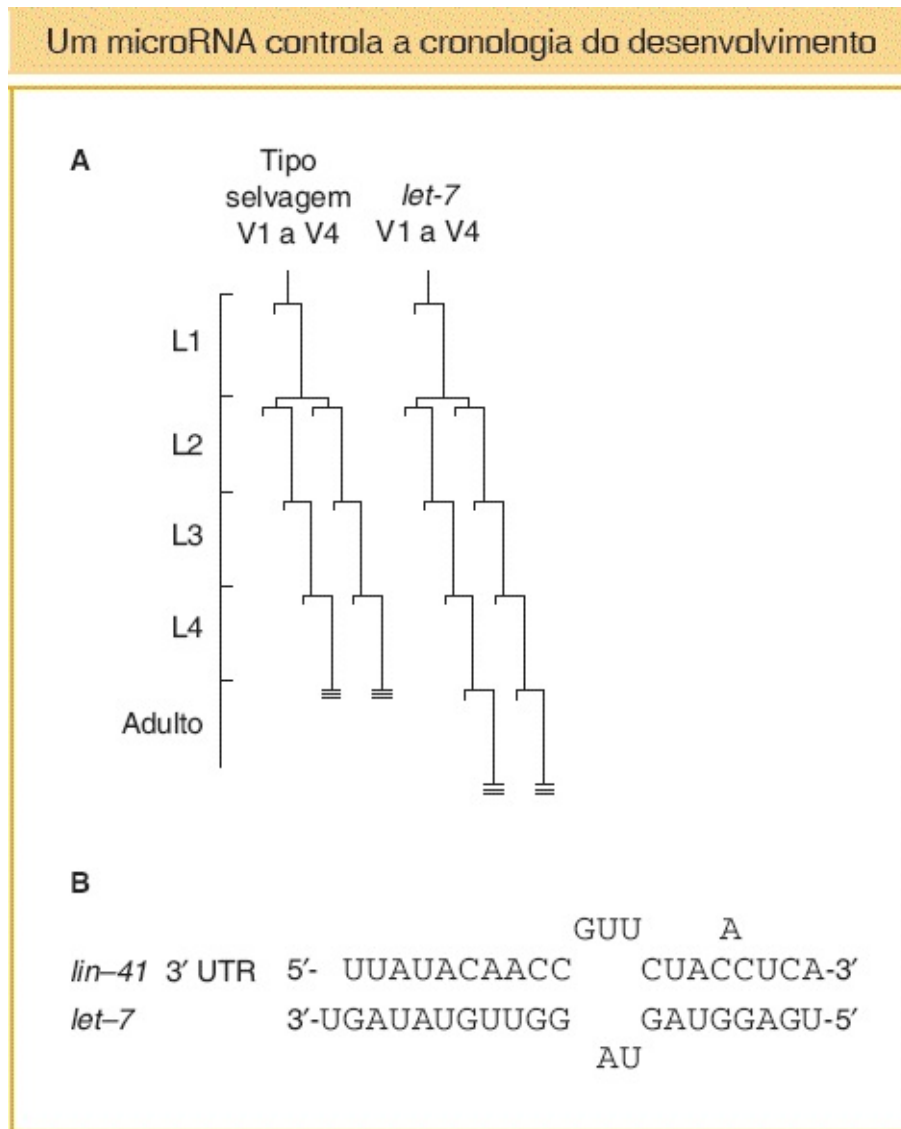 Um microRNA controla a cronologia do desenvolvimento
A
Tipo
selvagem let-7
V1 a V4 V1 a V4
L1
L2
L3
L4
Adulto
B
GUU A
lin–41 3′ UTR 5′- UUAUACAACC CUACCUCA-3′
let–7 3′-UGAUAUGUUGG GAUGGAGU-5′
AU